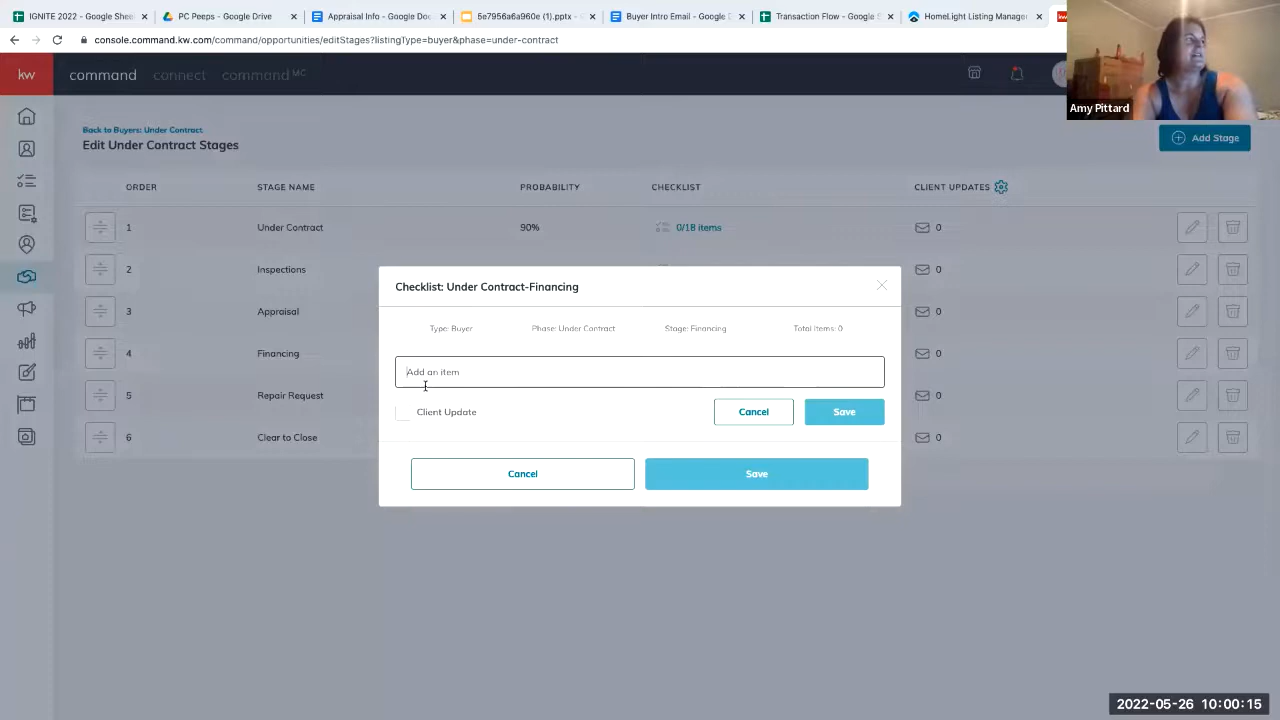 IGNITE 2022 - Google Shee
PC Peeps - Google Drive
Appraisal Info - Google Do
5e7956a6a960e (1).pptx -
Buyer Intro Email - Google
Transaction Flow - Google S
HomeLight Listing Manager
console.command.kw.com/command/opportunities/editStages?listingType=buyer&phase=under-contract
kw
command
connect
command MC
Amy Pittard
Back to Buyers: Under Contract
Edit Under Contract Stages
Add Stage
ORDER
STAGE NAME
PROBABILITY
CHECKLIST
CLIENT UPDATES
1
Under Contract
90%
0/18 items
0
2
Inspections
0
3
Appraisal
0
4
Financing
0
5
Repair Request
0
6
Clear to Close
0
Checklist: Under Contract-Financing
Type: Buyer
Phase: Under Contract
Stage: Financing
Total Items: 0
Add an item
Client Update
Cancel
Save
Cancel
Save
2022-05-26 10:00:15